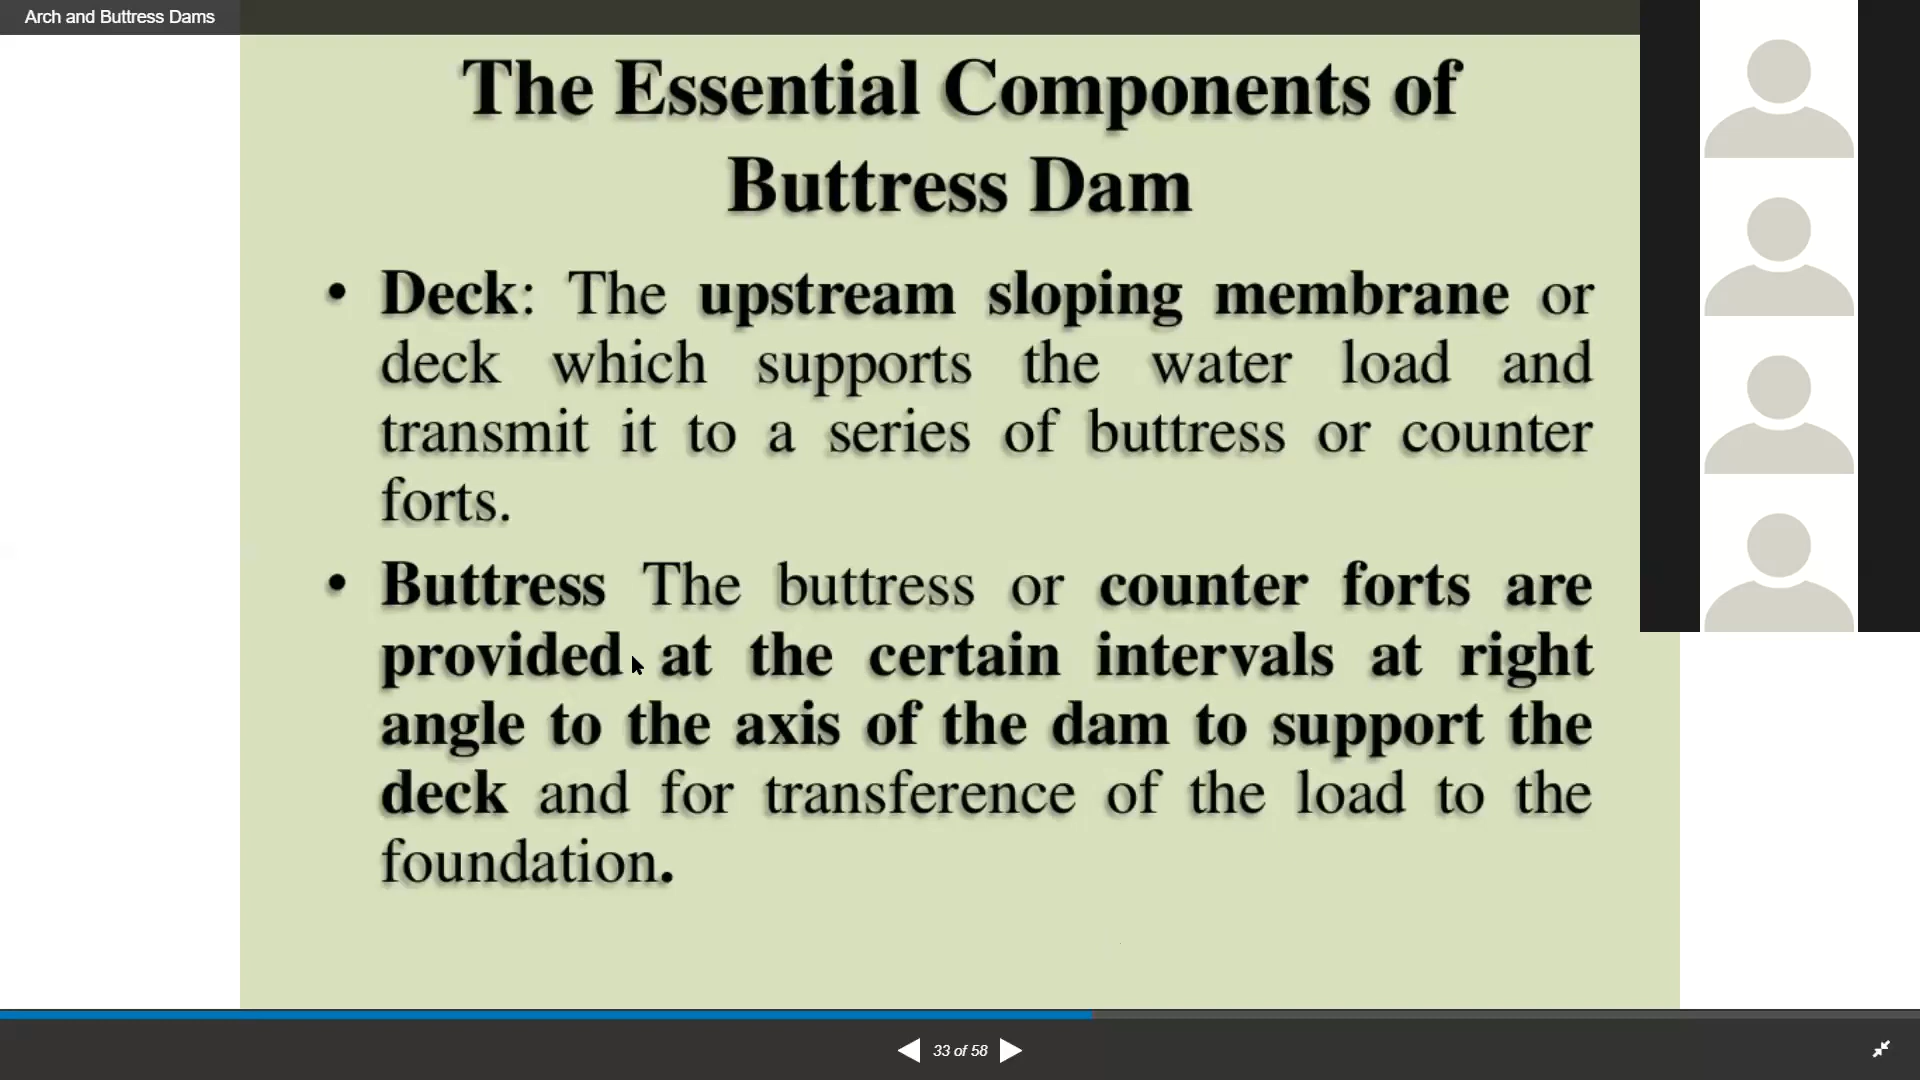 Arch and Buttress Dams
The Essential Components of
Buttress Dam
• Deck: The upstream sloping membrane or
deck which supports the water load and
transmit it to a series of buttress or counter
forts.
• Buttress The buttress or counter forts are
provided at the certain intervals at right
angle to the axis of the dam to support the
deck and for transference of the load to the
foundation.
33 of 58